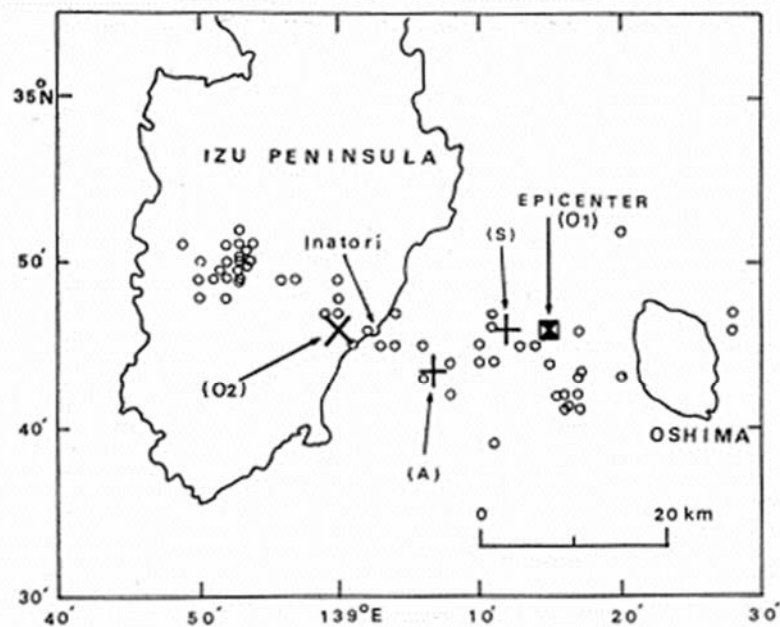 35°N
IZU PENINSULA
EPICENTER
(O1)
(S)
Inatori
50'
(O2)
40'
(A)
OSHIMA
0 20 km
30'
40' 50' 139°E 10' 20' 30'